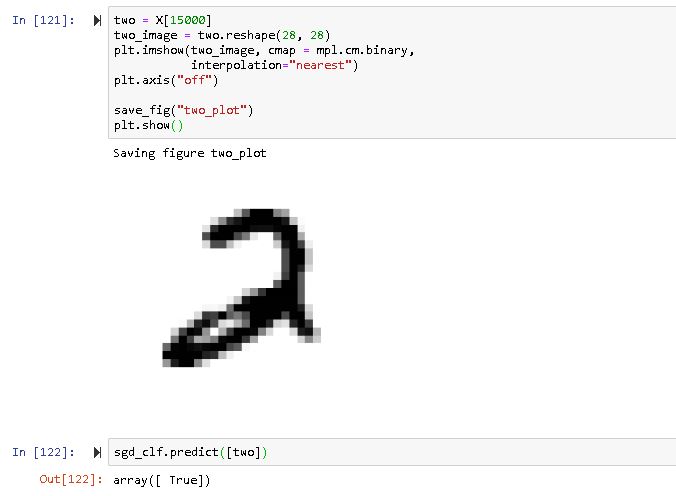 In [121]:
two = X[15000]
two_image = two.reshape(28, 28)
plt.imshow(two_image, cmap = mpl.cm.binary,
           interpolation="nearest")
plt.axis("off")
save_fig("two_plot")
plt.show()
Saving figure two_plot
2
In [122]:
sgd_clf.predict([two])
Out[122]:
array([ True])